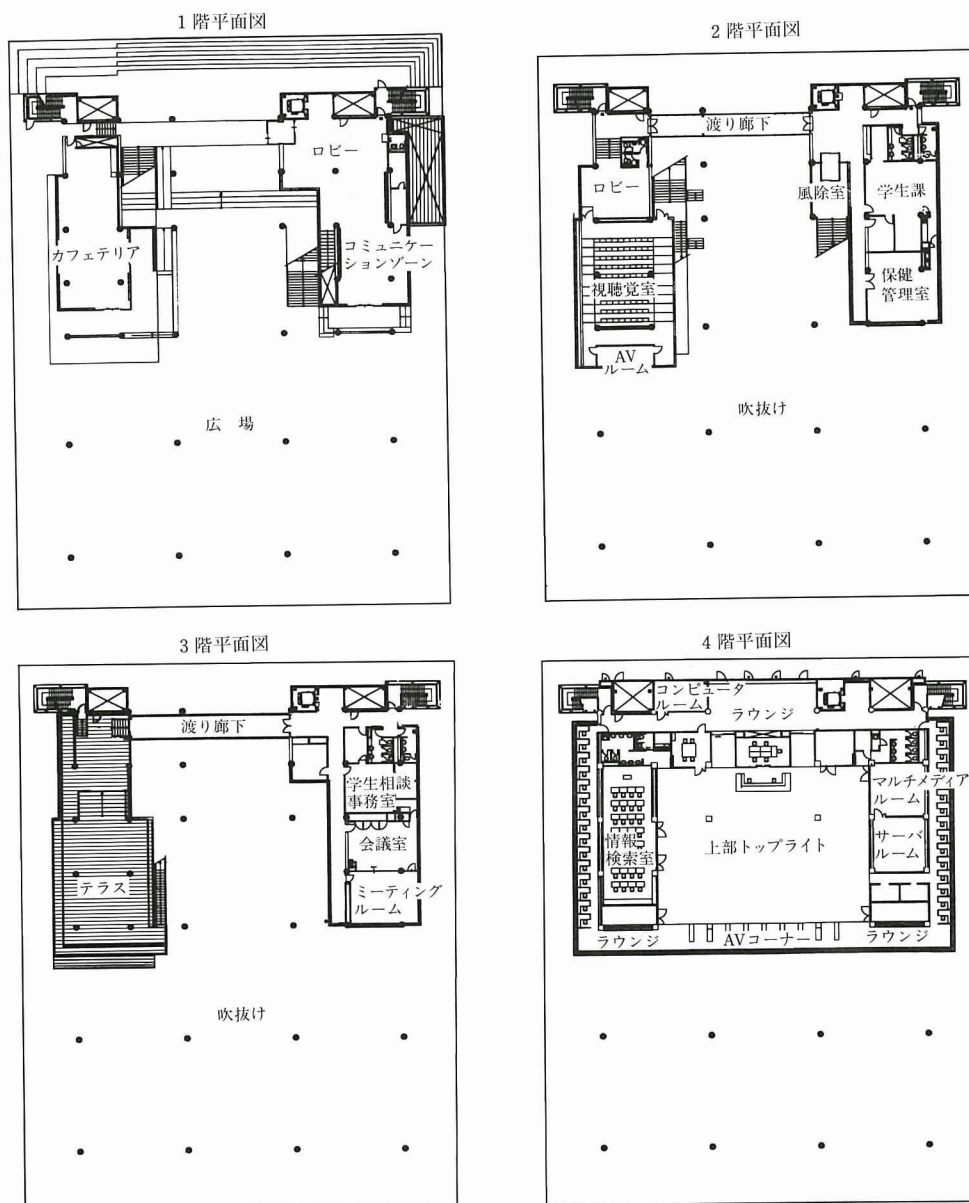 1階平面図
ロビー
カフェテリア
コミュニケー
ションゾーン
広 場
2階平面図
渡り廊下
ロビー
風除室
学生課
視聴覚室
保健
管理室
AV
ルーム
吹抜け
3階平面図
渡り廊下
学生相談
事務室
会議室
テラス
ミーティング
ルーム
吹抜け
4階平面図
コンピュータ
ルーム
ラウンジ
マルチメディア
ルーム
情報
検索室
上部トップライト
サーバ
ルーム
ラウンジ
AVコーナー
ラウンジ